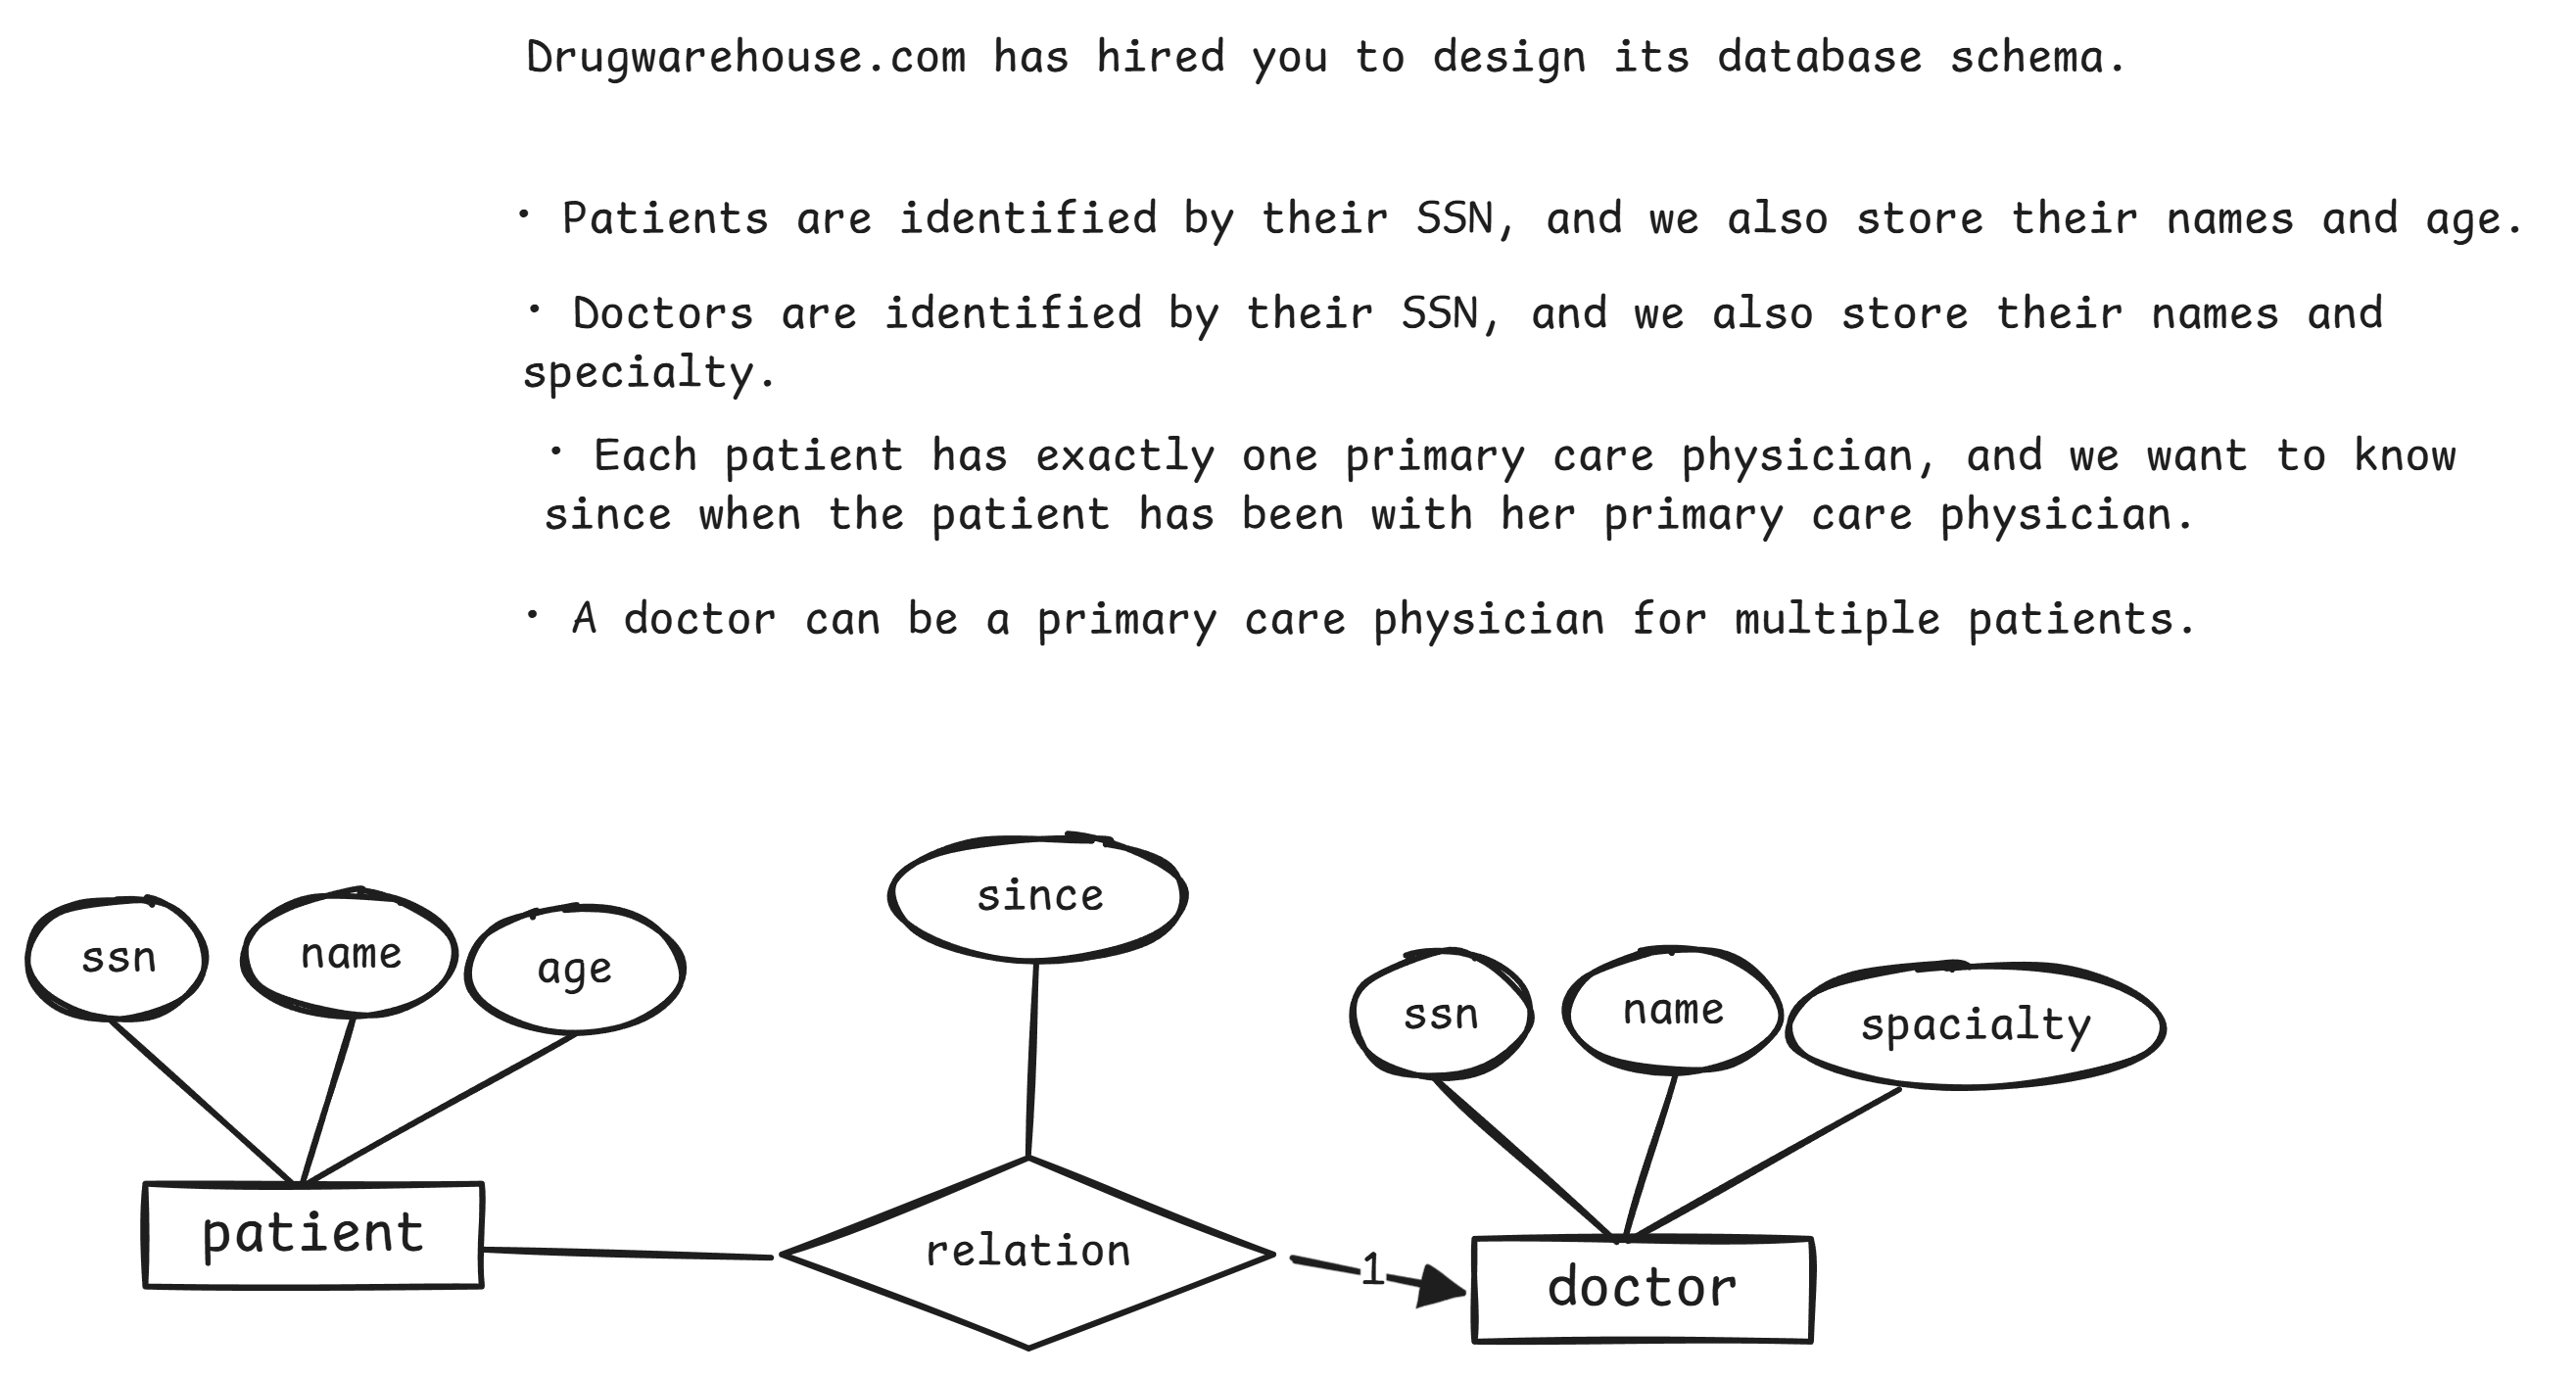 Drugwarehouse.com has hired you to design its database schema.
• Patients are identified by their SSN, and we also store their names and age.
• Doctors are identified by their SSN, and we also store their names and
specialty.
• Each patient has exactly one primary care physician, and we want to know
since when the patient has been with her primary care physician.
• A doctor can be a primary care physician for multiple patients.
since
ssn
name
age
ssn
name
spacialty
patient
relation
1
doctor